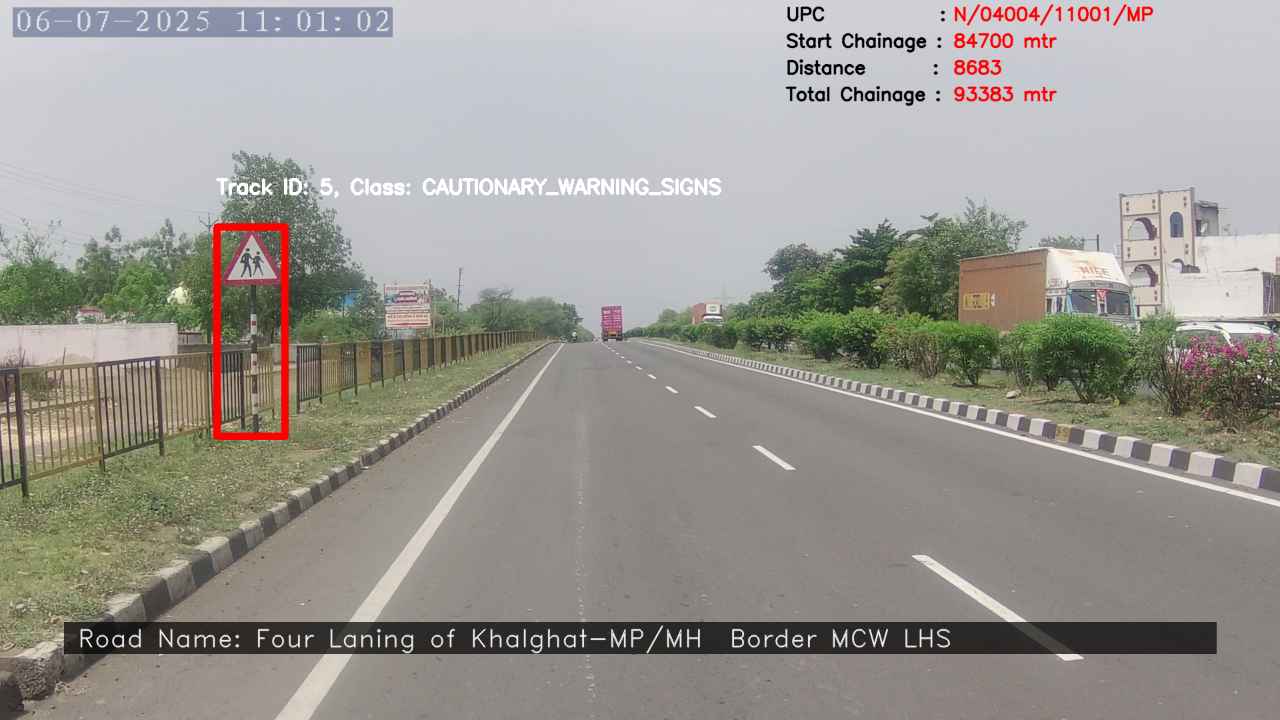 06-07-2025 11:01:02
UPC : N/04004/11001/MP
Start Chainage : 84700 mtr
Distance : 8683
Total Chainage : 93383 mtr
Track ID: 5, Class: CAUTIONARY_WARNING_SIGNS
Road Name: Four Laning of Khalghat-MP/MH Border MCW LHS